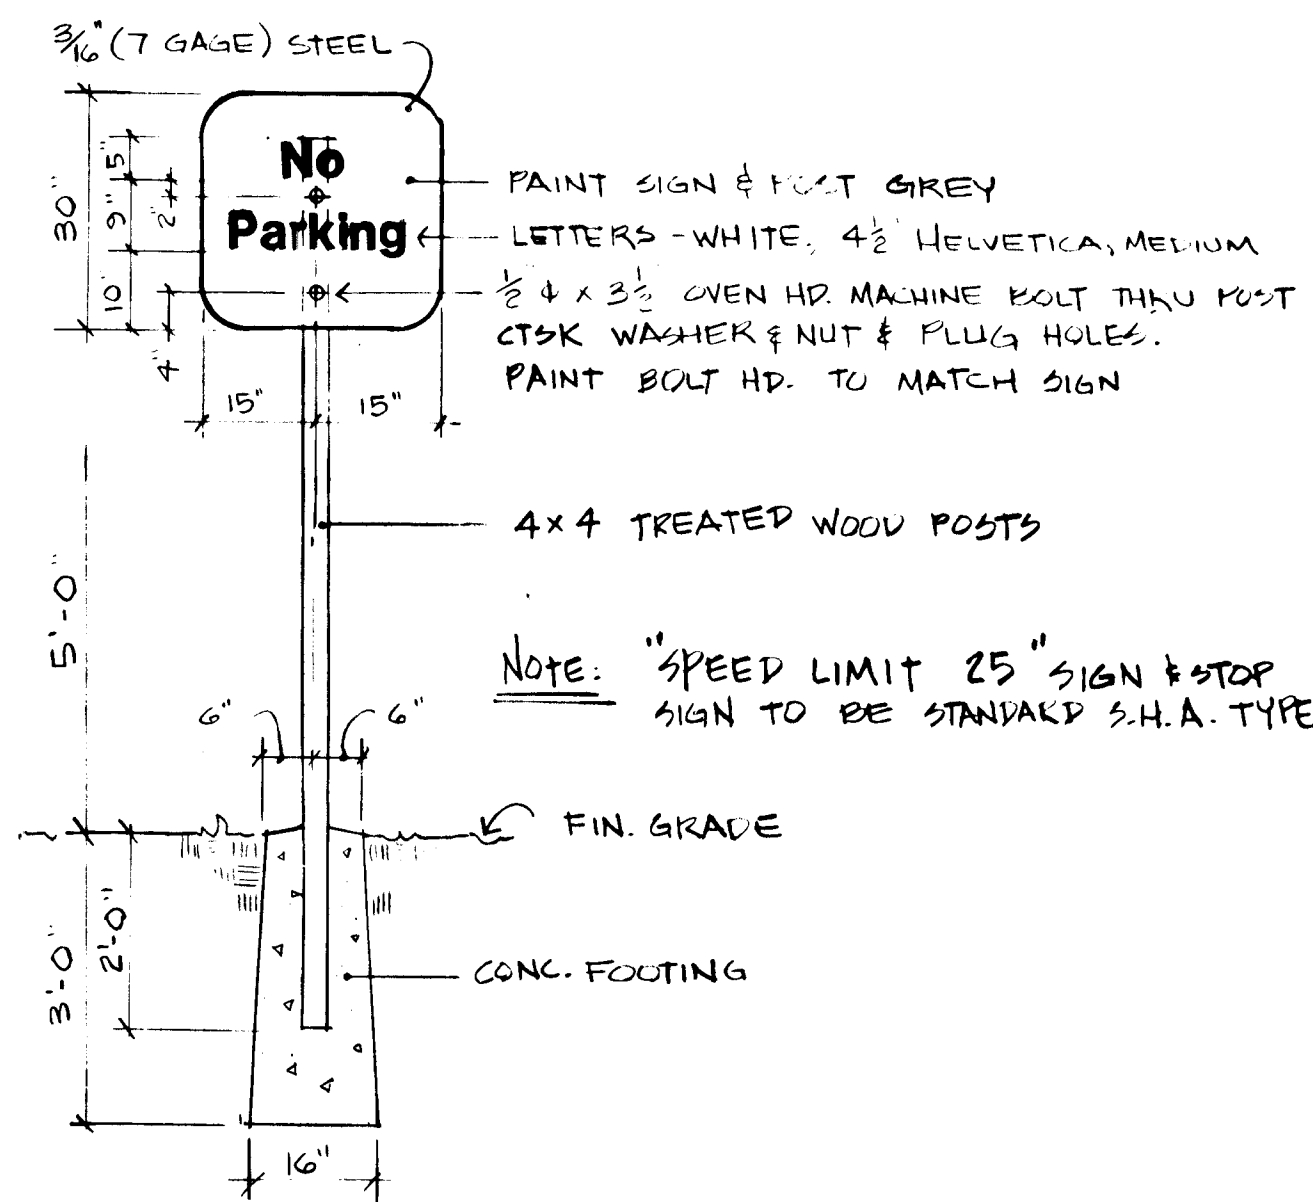 3/16" (7 GAGE) STEEL
No
Parking
30"
5"
9"
2"
10"
4"
15"
15"
PAINT SIGN & POST GREY
LETTERS - WHITE, 4½ HELVETICA, MEDIUM
½ φ x 3½ OVEN HD. MACHINE BOLT THRU POST
CTSK WASHER & NUT & PLUG HOLES.
PAINT BOLT HD. TO MATCH SIGN
4x4 TREATED WOOD POSTS
5'-0"
NOTE: "SPEED LIMIT 25" SIGN & STOP
SIGN TO BE STANDARD S.H.A. TYPE
6"
6"
FIN. GRADE
3'-0"
2'-0"
CONC. FOOTING
16"